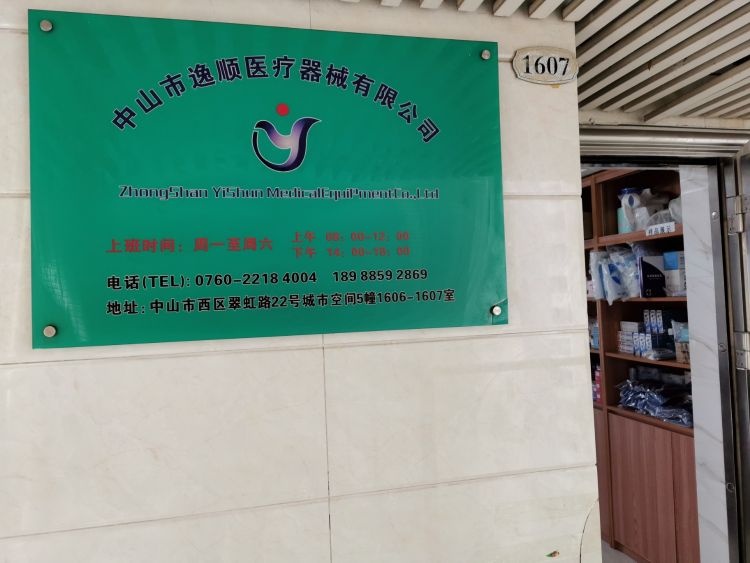 中山市逸顺医疗器械有限公司
1607
ZhongShan YiShun MedicalEquiPmentCo.,Ltd
上班时间：周一至周六 上午 08：00-12：00
下午 14：00-18：00
电话(TEL)：0760-2218 4004 189 8859 2869
地址：中山市西区翠虹路22号城市空间5幢1606-1607室
样品展示